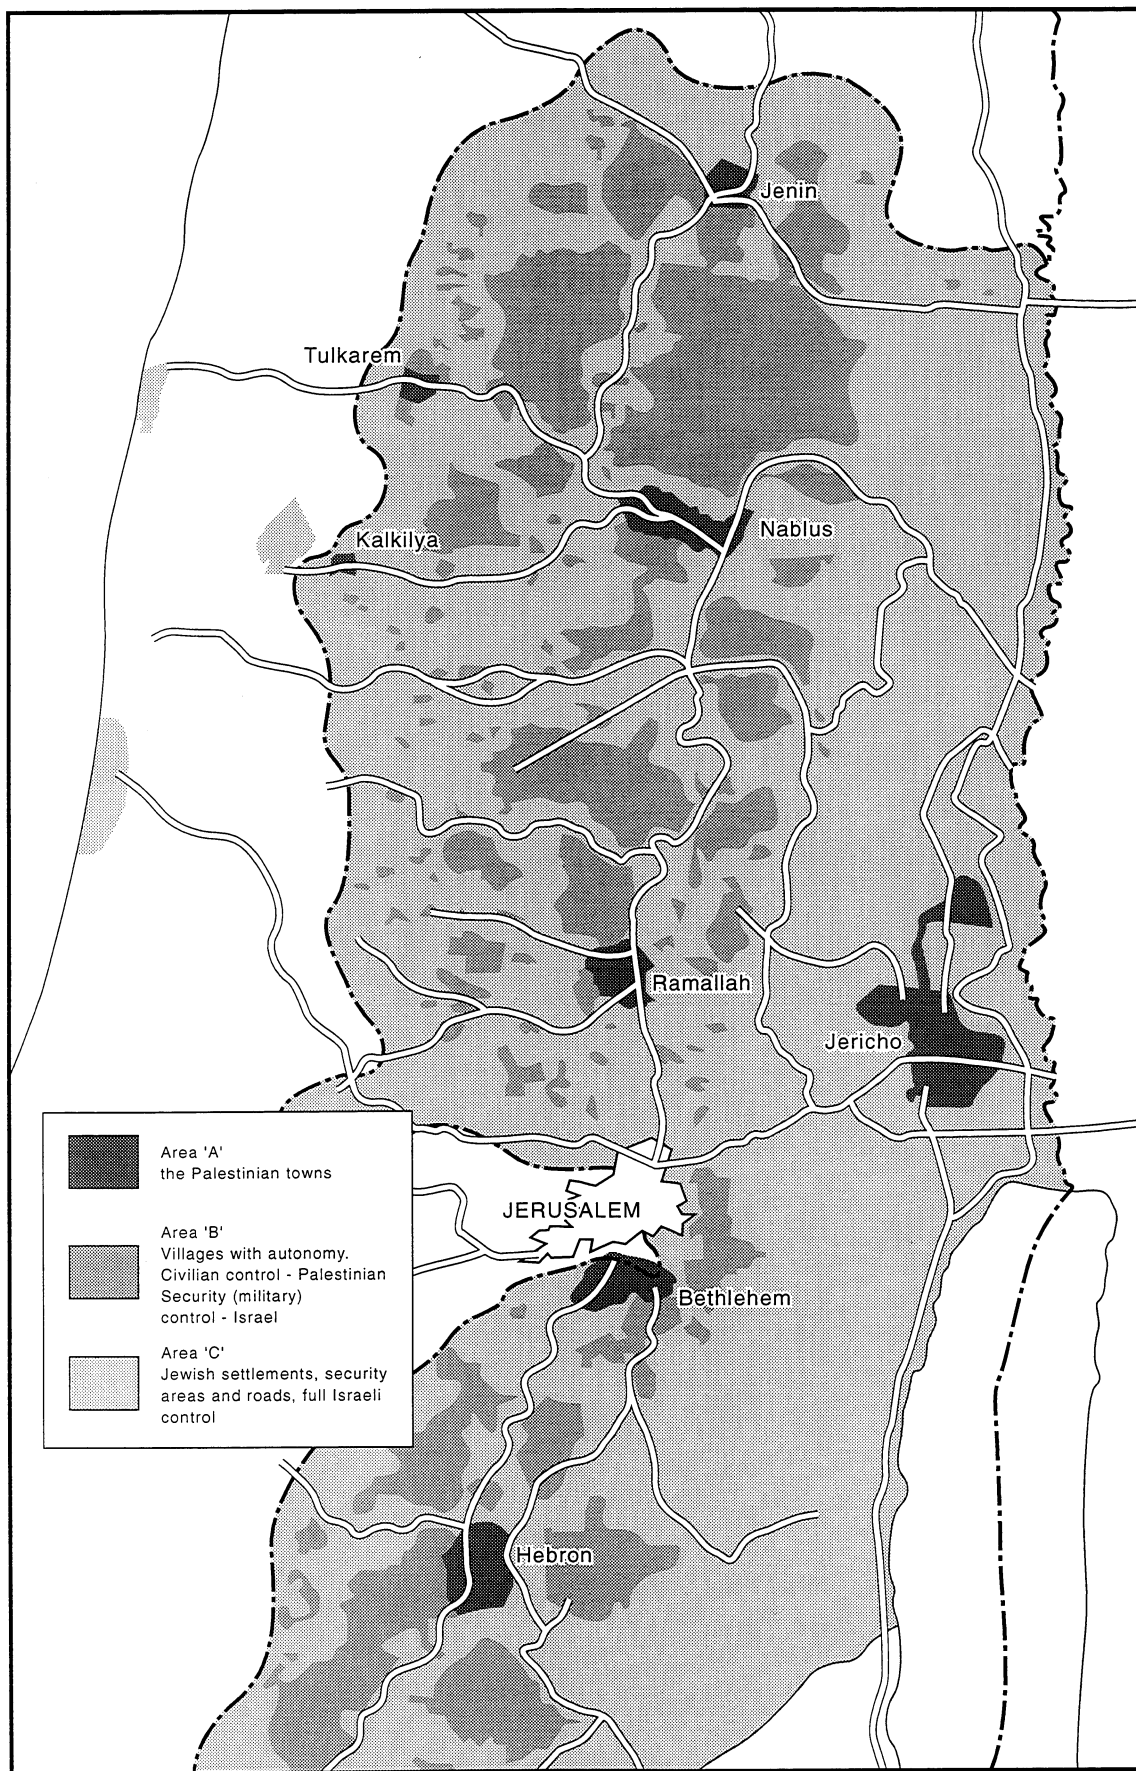 Jenin
Tulkarem
Nablus
Kalkilya
Ramallah
Jericho
Area 'A'
the Palestinian towns
JERUSALEM
Area 'B'
Villages with autonomy.
Civilian control - Palestinian
Security (military)
control - Israel
Bethlehem
Area 'C'
Jewish settlements, security
areas and roads, full Israeli
control
Hebron